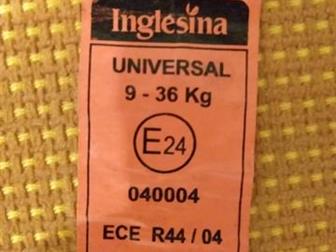 Inglesina
UNIVERSAL
9 - 36 Kg
E24
040004
ECE R44 / 04